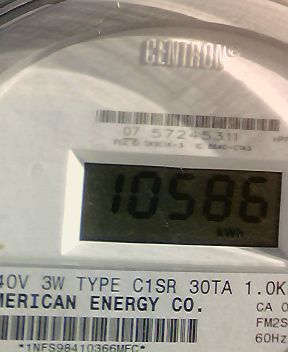 CENTRON®
07 57245311
10586
kWh
40V 3W TYPE C1SR 30TA 1.0K
MERICAN ENERGY CO.
CA 0
FM2S
60Hz
*1NFS98410366MFC*